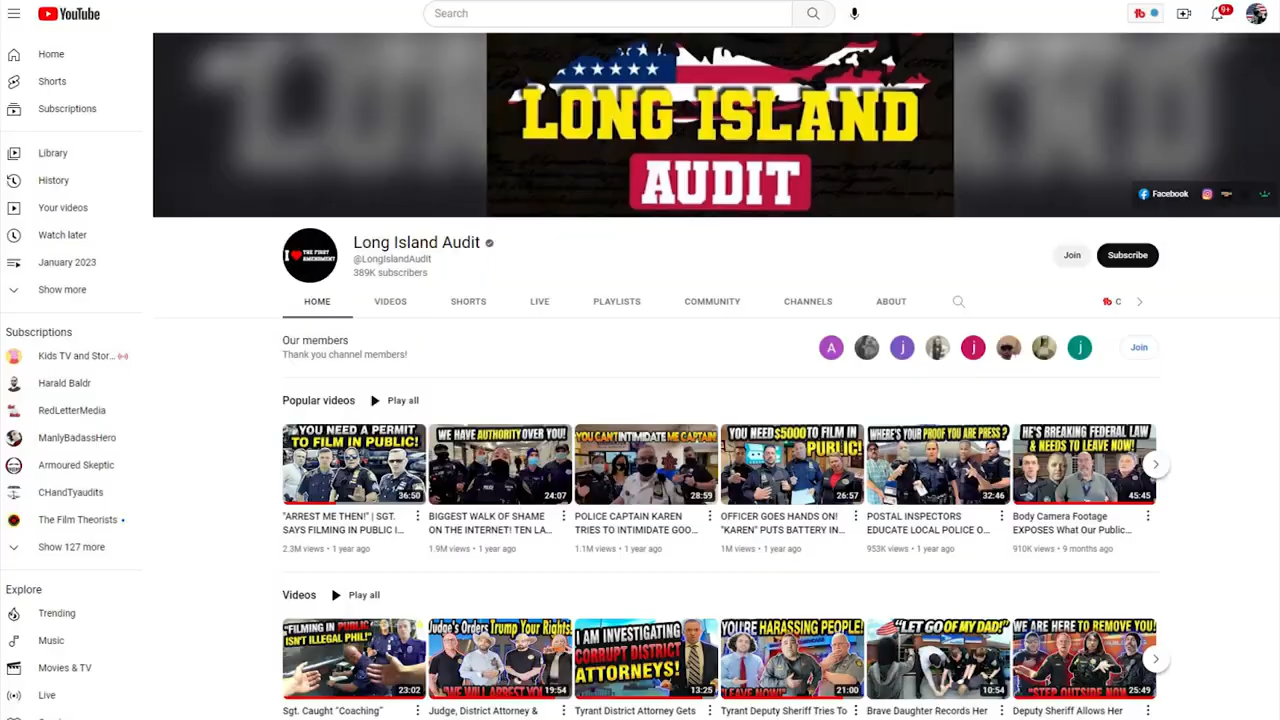 YouTube
Search
9+
Home
Shorts
Subscriptions
Library
History
Your videos
Watch later
January 2023
Show more
Subscriptions
Kids TV and Stor...
Harald Baldr
RedLetterMedia
ManlyBadassHero
Armoured Skeptic
CHandTyaudits
The Film Theorists
Show 127 more
Explore
Trending
Music
Movies & TV
Live
LONG ISLAND
AUDIT
Facebook
I THE FIRST
AMENDMENT
Long Island Audit
@LongIslandAudit
389K subscribers
Join
Subscribe
HOME
VIDEOS
SHORTS
LIVE
PLAYLISTS
COMMUNITY
CHANNELS
ABOUT
C
Our members
Thank you channel members!
A
j
j
j
Join
Popular videos
Play all
YOU NEED A PERMIT
TO FILM IN PUBLIC!
36:50
"ARREST ME THEN!" | SGT.
SAYS FILMING IN PUBLIC I...
2.3M views • 1 year ago
WE HAVE AUTHORITY OVER YOU!
24:07
BIGGEST WALK OF SHAME
ON THE INTERNET! TEN LA...
1.9M views • 1 year ago
YOU CANT INTIMIDATE ME CAPTAIN
28:59
POLICE CAPTAIN KAREN
TRIES TO INTIMIDATE GOO...
1.1M views • 1 year ago
YOU NEED $5000 TO FILM IN
PUBLIC!
26:57
OFFICER GOES HANDS ON!
"KAREN" PUTS BATTERY IN...
1M views • 1 year ago
WHERE'S YOUR PROOF YOU ARE PRESS?
32:46
POSTAL INSPECTORS
EDUCATE LOCAL POLICE O...
953K views • 1 year ago
HE'S BREAKING FEDERAL LAW
& NEEDS TO LEAVE NOW!
45:45
Body Camera Footage
EXPOSES What Our Public...
910K views • 9 months ago
Videos
Play all
"FILMING IN PUBLIC
ISN'T ILLEGAL PHIL!"
23:02
Sgt. Caught "Coaching"
Judge's Orders Trump Your Rights
"WE WILL ARREST YOU
19:54
Judge, District Attorney &
I AM INVESTIGATING
CORRUPT DISTRICT
ATTORNEYS!
13:25
Tyrant District Attorney Gets
YOU'RE HARASSING PEOPLE!
"LEAVE NOW!"
21:00
Tyrant Deputy Sheriff Tries To
"LET GO OF MY DAD!"
10:54
Brave Daughter Records Her
WE ARE HERE TO REMOVE YOU!
"STEP OUTSIDE NOW
25:49
Deputy Sheriff Allows Her